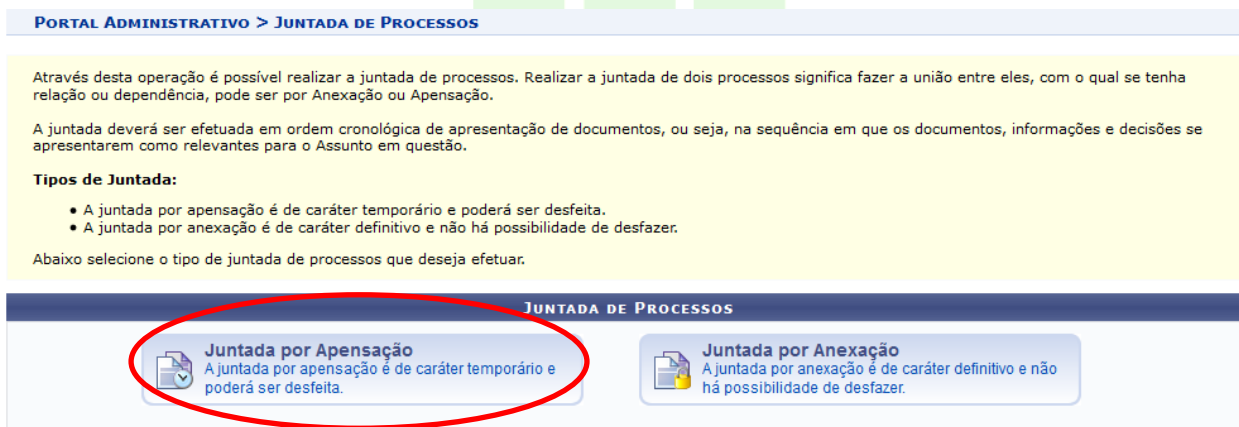 PORTAL ADMINISTRATIVO > JUNTADA DE PROCESSOS
Através desta operação é possível realizar a juntada de processos. Realizar a juntada de dois processos significa fazer a união entre eles, com o qual se tenha
relação ou dependência, pode ser por Anexação ou Apensação.
A juntada deverá ser efetuada em ordem cronológica de apresentação de documentos, ou seja, na sequência em que os documentos, informações e decisões se
apresentarem como relevantes para o Assunto em questão.
Tipos de Juntada:
• A juntada por apensação é de caráter temporário e poderá ser desfeita.
• A juntada por anexação é de caráter definitivo e não há possibilidade de desfazer.
Abaixo selecione o tipo de juntada de processos que deseja efetuar.
JUNTADA DE PROCESSOS
Juntada por Apensação
A juntada por apensação é de caráter temporário e
poderá ser desfeita.
Juntada por Anexação
A juntada por anexação é de caráter definitivo e não
há possibilidade de desfazer.